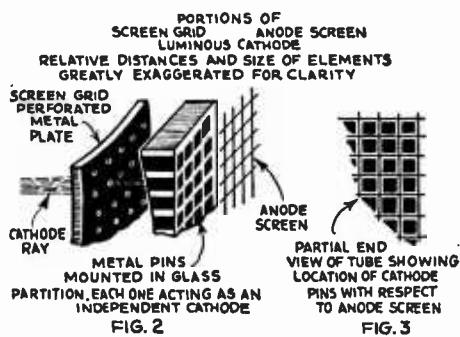 PORTIONS OF
SCREEN GRID ANODE SCREEN
LUMINOUS CATHODE
RELATIVE DISTANCES AND SIZE OF ELEMENTS
GREATLY EXAGGERATED FOR CLARITY
SCREEN GRID
PERFORATED
METAL
PLATE
CATHODE
RAY
ANODE
SCREEN
METAL PINS
MOUNTED IN GLASS
PARTITION, EACH ONE ACTING AS AN
INDEPENDENT CATHODE
FIG. 2
PARTIAL END
VIEW OF TUBE SHOWING
LOCATION OF CATHODE
PINS WITH RESPECT
TO ANODE SCREEN
FIG. 3